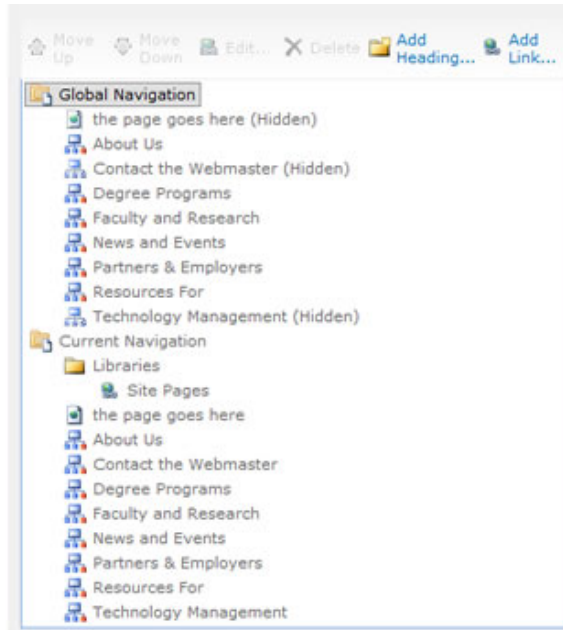 Move Up
Move Down
Edit...
Delete
Add Heading...
Add Link...
Global Navigation
the page goes here (Hidden)
About Us
Contact the Webmaster (Hidden)
Degree Programs
Faculty and Research
News and Events
Partners & Employers
Resources For
Technology Management (Hidden)
Current Navigation
Libraries
Site Pages
the page goes here
About Us
Contact the Webmaster
Degree Programs
Faculty and Research
News and Events
Partners & Employers
Resources For
Technology Management